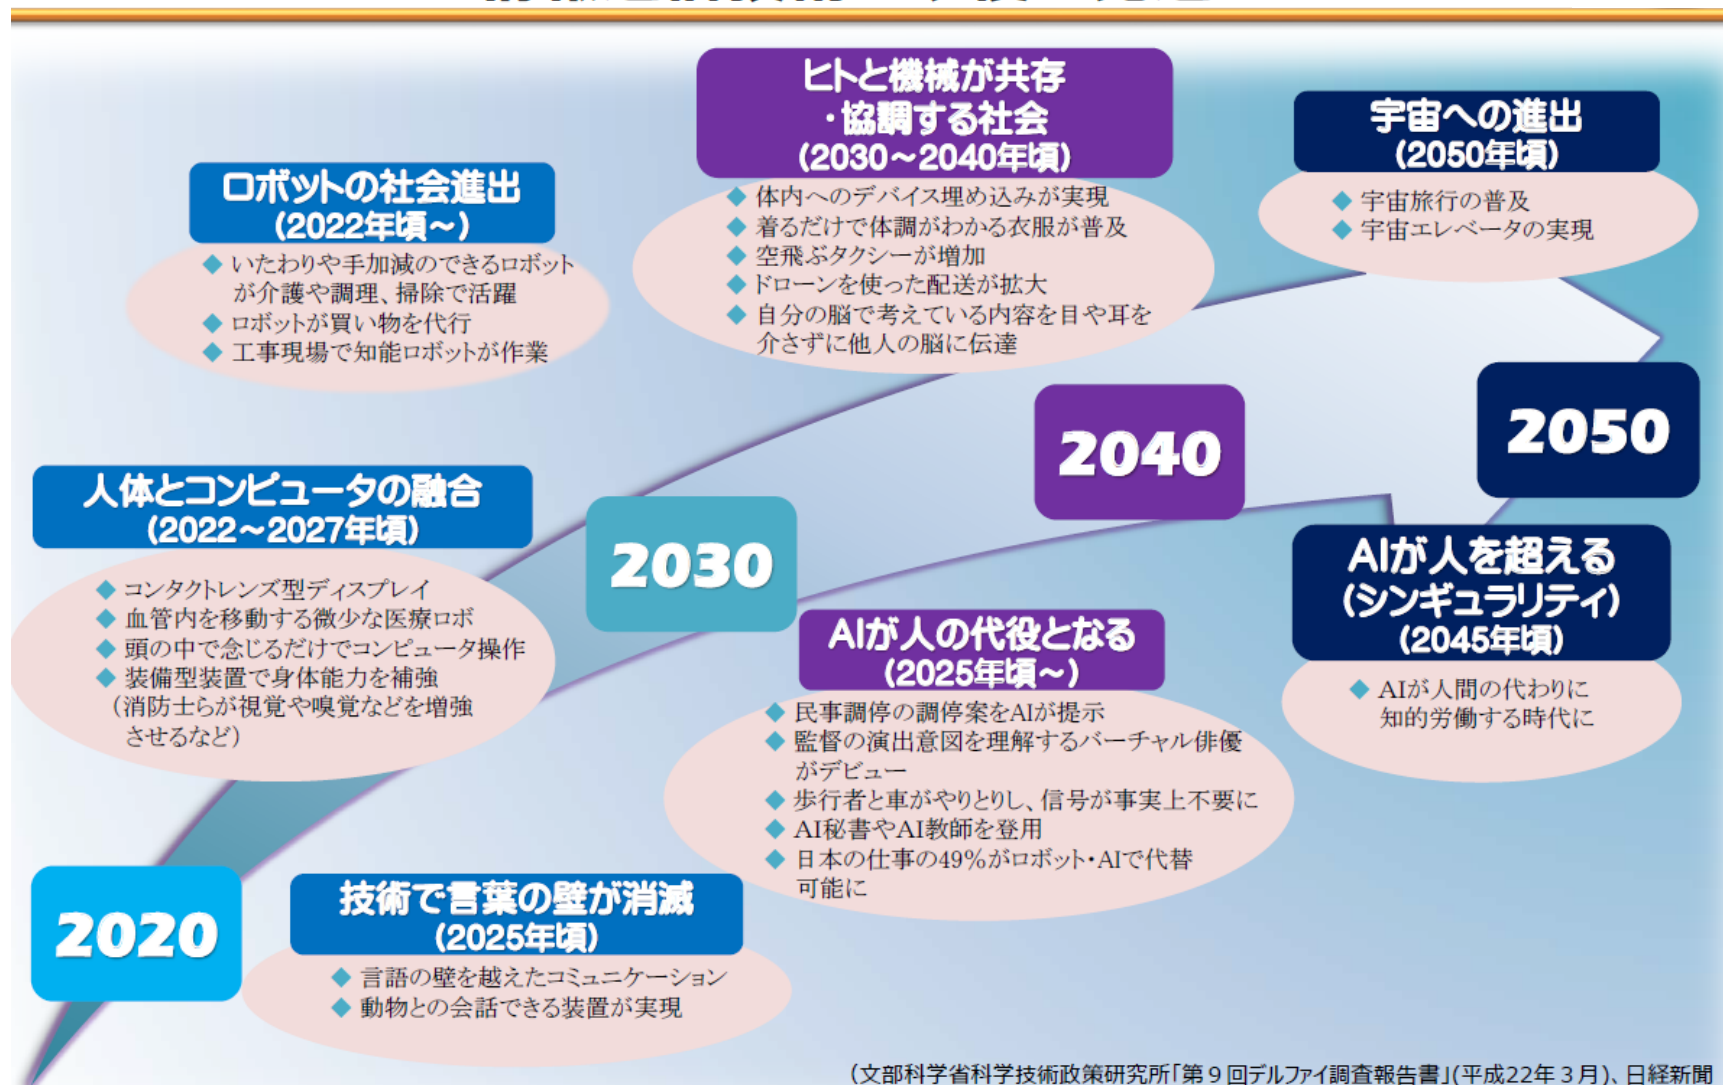 ロボットの社会進出
(2022年頃～)
◆ いたわりや手加減のできるロボット
が介護や調理、掃除で活躍
◆ ロボットが買い物を代行
◆ 工事現場で知能ロボットが作業
ヒトと機械が共存
・協調する社会
(2030～2040年頃)
◆ 体内へのデバイス埋め込みが実現
◆ 着るだけで体調がわかる衣服が普及
◆ 空飛ぶタクシーが増加
◆ ドローンを使った配送が拡大
◆ 自分の脳で考えている内容を目や耳を
介さずに他人の脳に伝達
宇宙への進出
(2050年頃)
◆ 宇宙旅行の普及
◆ 宇宙エレベータの実現
2050
2040
2030
2020
人体とコンピュータの融合
(2022～2027年頃)
◆ コンタクトレンズ型ディスプレイ
◆ 血管内を移動する微少な医療ロボ
◆ 頭の中で念じるだけでコンピュータ操作
◆ 装備型装置で身体能力を補強
(消防士らが視覚や嗅覚などを増強
させるなど)
AIが人の代役となる
(2025年頃～)
◆ 民事調停の調停案をAIが提示
◆ 監督の演出意図を理解するバーチャル俳優
がデビュー
◆ 歩行者と車がやりとりし、信号が事実上不要に
◆ AI秘書やAI教師を登用
◆ 日本の仕事の49%がロボット・AIで代替
可能に
AIが人を超える
(シンギュラリティ)
(2045年頃)
◆ AIが人間の代わりに
知的労働する時代に
技術で言葉の壁が消滅
(2025年頃)
◆ 言語の壁を越えたコミュニケーション
◆ 動物との会話できる装置が実現
(文部科学省科学技術政策研究所「第９回デルファイ調査報告書」(平成22年３月)、日経新聞